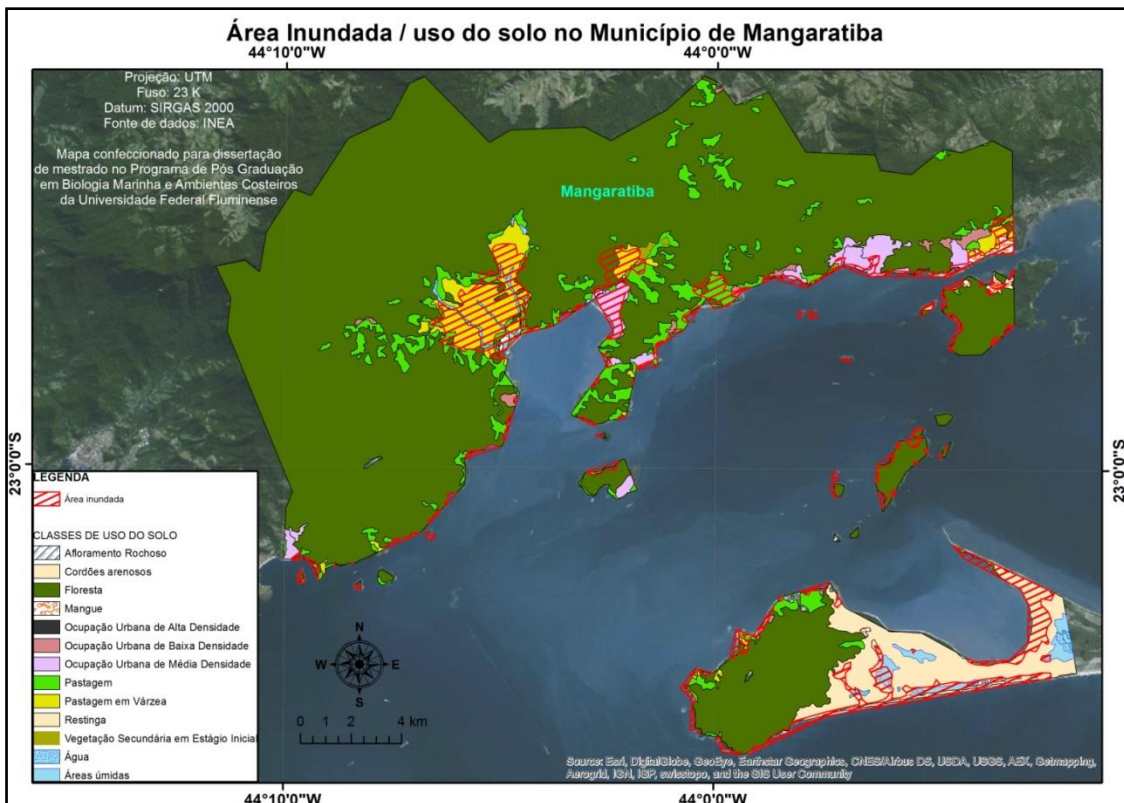 Área Inundada / uso do solo no Município de Mangaratiba
44°10'0"W
44°0'0"W
Projeção: UTM
Fuso: 23 K
Datum: SIRGAS 2000
Fonte de dados: INEA
Mapa confeccionado para dissertação
de mestrado no Programa de Pós Graduação
em Biologia Marinha e Ambientes Costeiros
da Universidade Federal Fluminense
Mangaratiba
23°0'0"S
23°0'0"S
LEGENDA
Área inundada
CLASSES DE USO DO SOLO
Afloramento Rochoso
Cordões arenosos
Floresta
Mangue
Ocupação Urbana de Alta Densidade
Ocupação Urbana de Baixa Densidade
Ocupação Urbana de Média Densidade
Pastagem
Pastagem em Várzea
Restinga
Vegetação Secundária em Estágio Inicial
Água
Áreas úmidas
N
W E
S
0 1 2 4 km
Source: Esri, DigitalGlobe, GeoEye, Earthstar Geographics, CNES/Airbus DS, USDA, USGS, AEX, Getmapping,
Aerogrid, IGN, IGP, swisstopo, and the GIS User Community
44°10'0"W
44°0'0"W